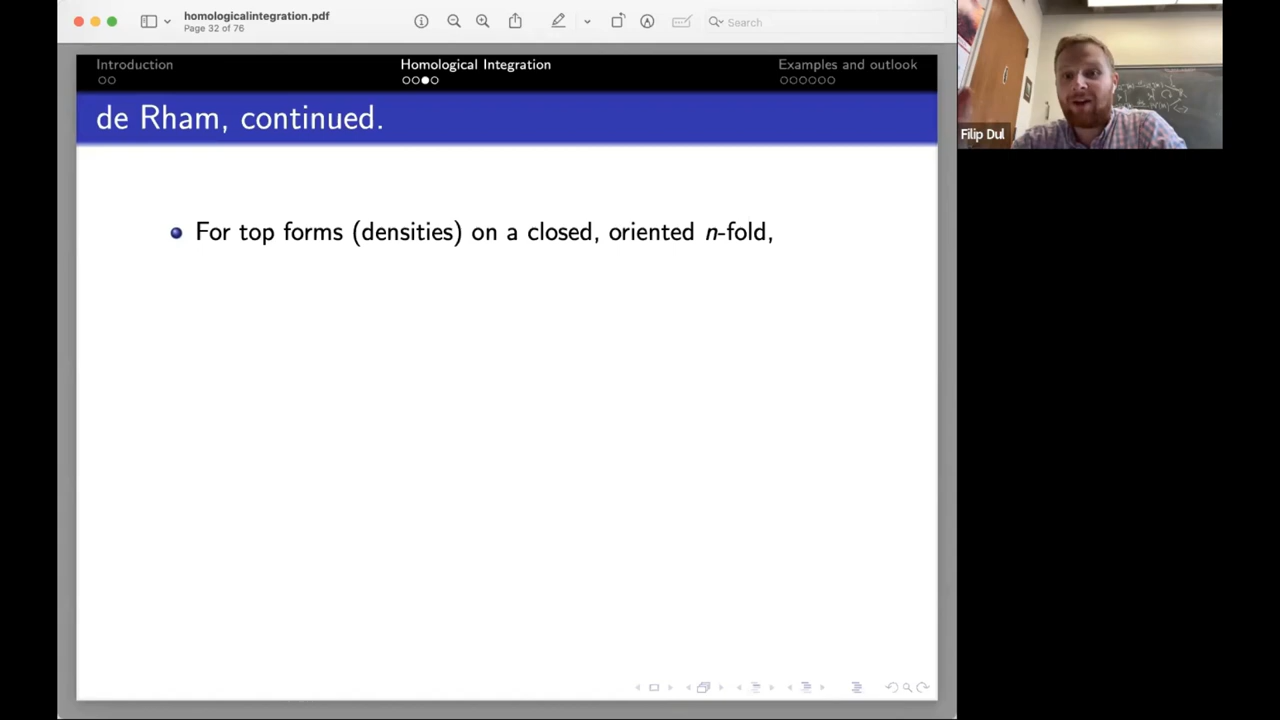 homologicalintegration.pdf
Page 32 of 76
Search
Introduction
Homological Integration
Examples and outlook
de Rham, continued.
For top forms (densities) on a closed, oriented n-fold,
Filip Dul